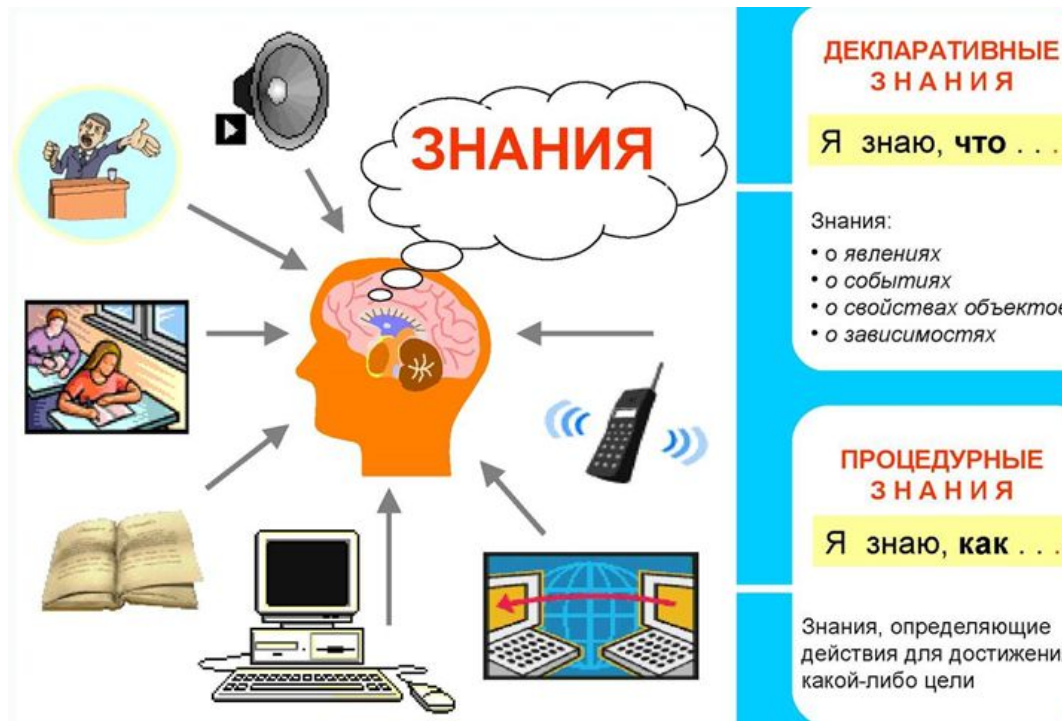 ЗНАНИЯ
ДЕКЛАРАТИВНЫЕ
ЗНАНИЯ
Я знаю, что . . .
Знания:
• о явлениях
• о событиях
• о свойствах объектов
• о зависимостях
ПРОЦЕДУРНЫЕ
ЗНАНИЯ
Я знаю, как . . .
Знания, определяющие
действия для достижени
какой-либо цели